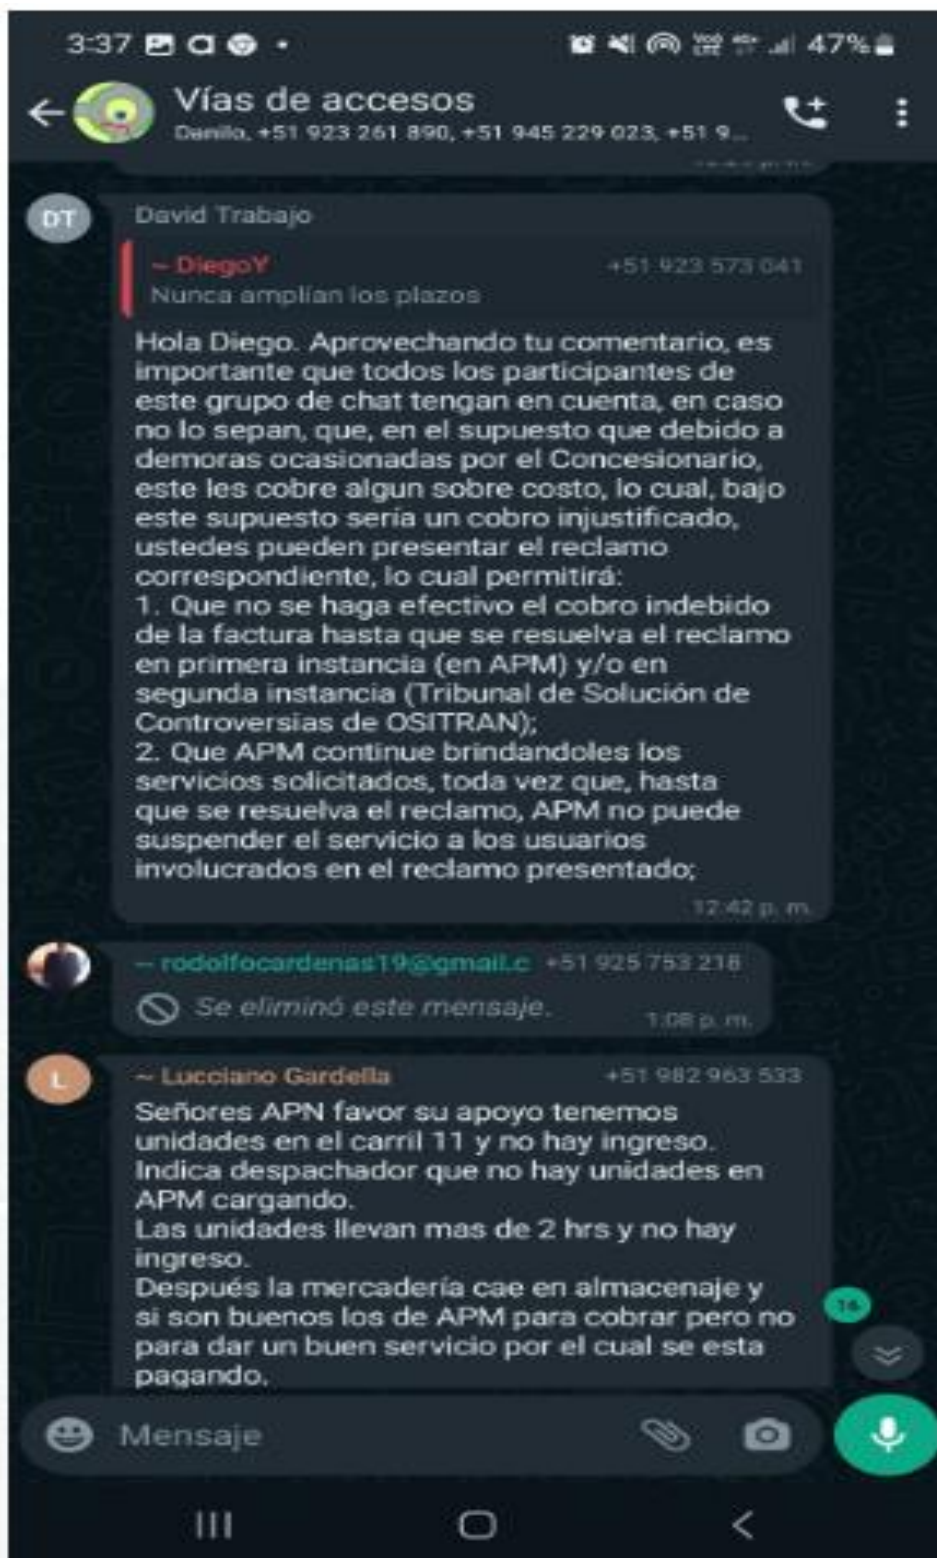 3:37
47%
Vías de accesos
Danilo, +51 923 261 890, +51 945 229 023, +51 9...
DT
David Trabajo
~ DiegoY +51 923 573 041
Nunca amplían los plazos
Hola Diego. Aprovechando tu comentario, es
importante que todos los participantes de
este grupo de chat tengan en cuenta, en caso
no lo sepan, que, en el supuesto que debido a
demoras ocasionadas por el Concesionario,
este les cobre algun sobre costo, lo cual, bajo
este supuesto sería un cobro injustificado,
ustedes pueden presentar el reclamo
correspondiente, lo cual permitirá:
1. Que no se haga efectivo el cobro indebido
de la factura hasta que se resuelva el reclamo
en primera instancia (en APM) y/o en
segunda instancia (Tribunal de Solución de
Controversias de OSITRAN);
2. Que APM continue brindandoles los
servicios solicitados, toda vez que, hasta
que se resuelva el reclamo, APM no puede
suspender el servicio a los usuarios
involucrados en el reclamo presentado;
12:42 p. m.
~ rodolfocardenas19@gmail.c +51 925 753 218
Se eliminó este mensaje.
1:08 p. m.
L
~ Lucciano Gardella +51 982 963 533
Señores APN favor su apoyo tenemos
unidades en el carril 11 y no hay ingreso.
Indica despachador que no hay unidades en
APM cargando.
Las unidades llevan mas de 2 hrs y no hay
ingreso.
Después la mercadería cae en almacenaje y
si son buenos los de APM para cobrar pero no
para dar un buen servicio por el cual se esta
pagando.
16
Mensaje